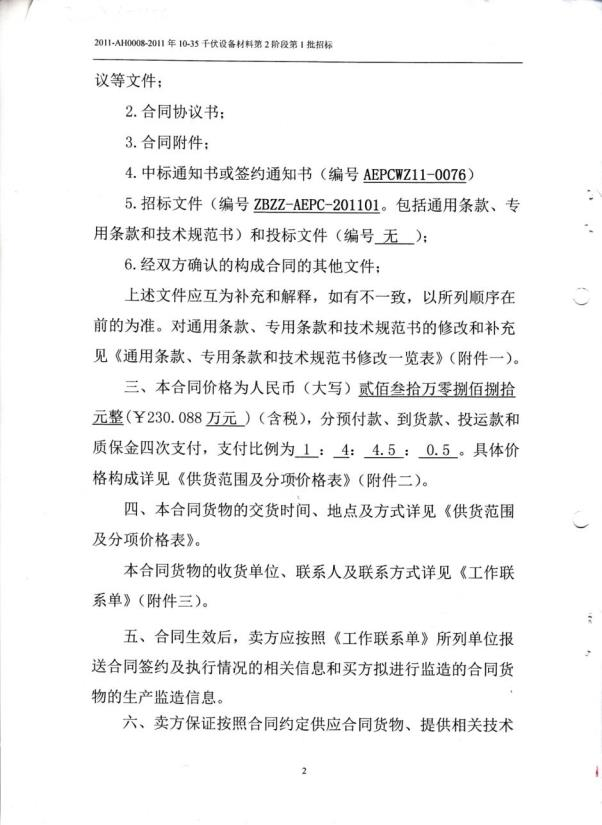 2011-AH0008-2011 年 10-35 千伏设备材料第 2 阶段第 1 批招标
议等文件；
2. 合同协议书；
3. 合同附件；
4. 中标通知书或签约通知书（编号 AEPCWZ11-0076）
5. 招标文件（编号 ZBZZ-AEPC-201101。包括通用条款、专
用条款和技术规范书）和投标文件（编号 无 ）；
6. 经双方确认的构成合同的其他文件；
上述文件应互为补充和解释，如有不一致，以所列顺序在
前的为准。对通用条款、专用条款和技术规范书的修改和补充
见《通用条款、专用条款和技术规范书修改一览表》（附件一）。
三、本合同价格为人民币（大写）贰佰叁拾万零捌佰捌拾
元整(￥230.088 万元 )（含税），分预付款、到货款、投运款和
质保金四次支付，支付比例为 1 ： 4： 4.5 ： 0.5 。具体价
格构成详见《供货范围及分项价格表》（附件二）。
四、本合同货物的交货时间、地点及方式详见《供货范围
及分项价格表》。
本合同货物的收货单位、联系人及联系方式详见《工作联
系单》（附件三）。
五、合同生效后，卖方应按照《工作联系单》所列单位报
送合同签约及执行情况的相关信息和买方拟进行监造的合同货
物的生产监造信息。
六、卖方保证按照合同约定供应合同货物、提供相关技术
2